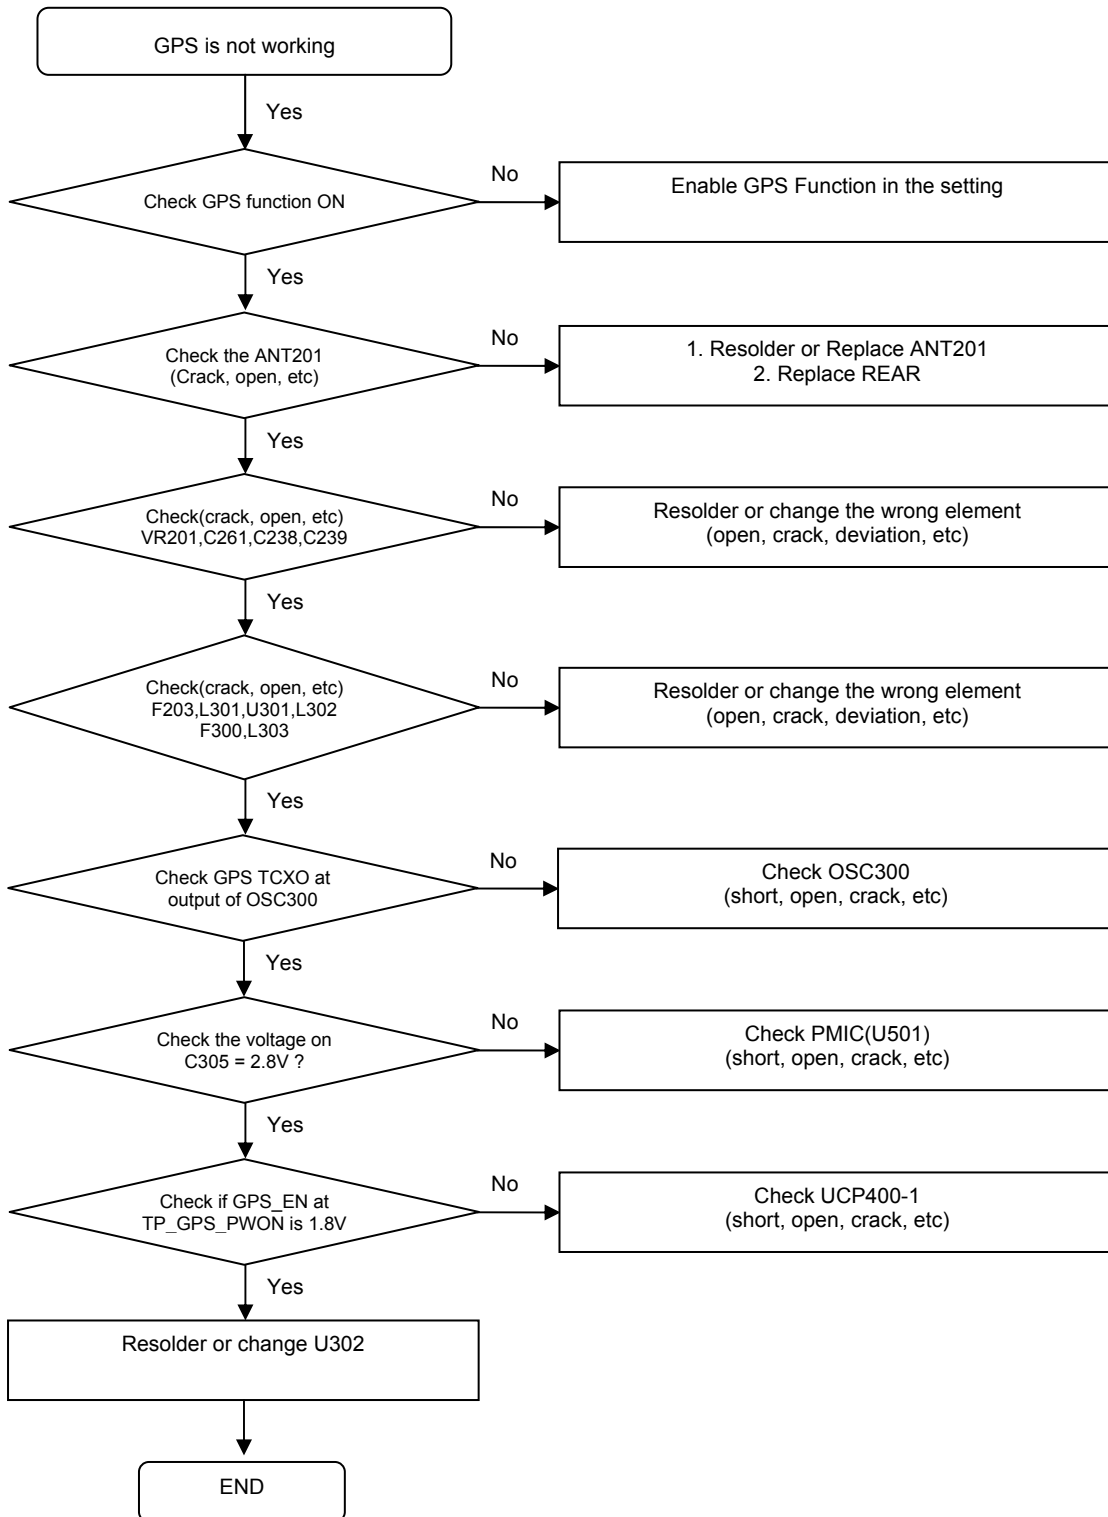 GPS is not working
Yes
Check GPS function ON
No
Enable GPS Function in the setting
Yes
Check the ANT201
(Crack, open, etc)
No
1. Resolder or Replace ANT201
2. Replace REAR
Yes
Check(crack, open, etc)
VR201,C261,C238,C239
No
Resolder or change the wrong element
(open, crack, deviation, etc)
Yes
Check(crack, open, etc)
F203,L301,U301,L302
F300,L303
No
Resolder or change the wrong element
(open, crack, deviation, etc)
Yes
Check GPS TCXO at
output of OSC300
No
Check OSC300
(short, open, crack, etc)
Yes
Check the voltage on
C305 = 2.8V ?
No
Check PMIC(U501)
(short, open, crack, etc)
Yes
Check if GPS_EN at
TP_GPS_PWON is 1.8V
No
Check UCP400-1
(short, open, crack, etc)
Yes
Resolder or change U302
END